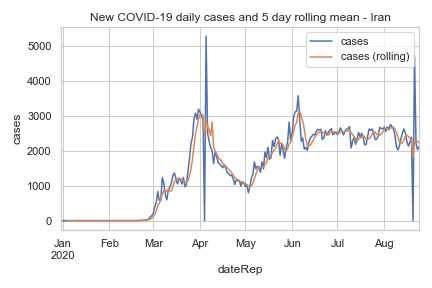 New COVID-19 daily cases and 5 day rolling mean - Iran
cases
cases (rolling)
cases
5000
4000
3000
2000
1000
0
Jan Feb Mar Apr May Jun Jul Aug
2020
dateRep